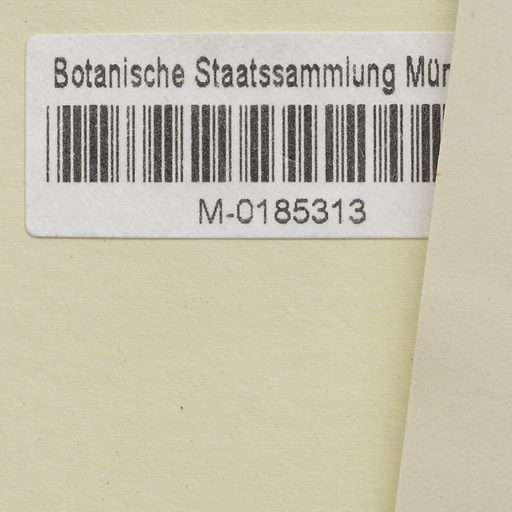 Botanische Staatssammlung Mün
M-0185313